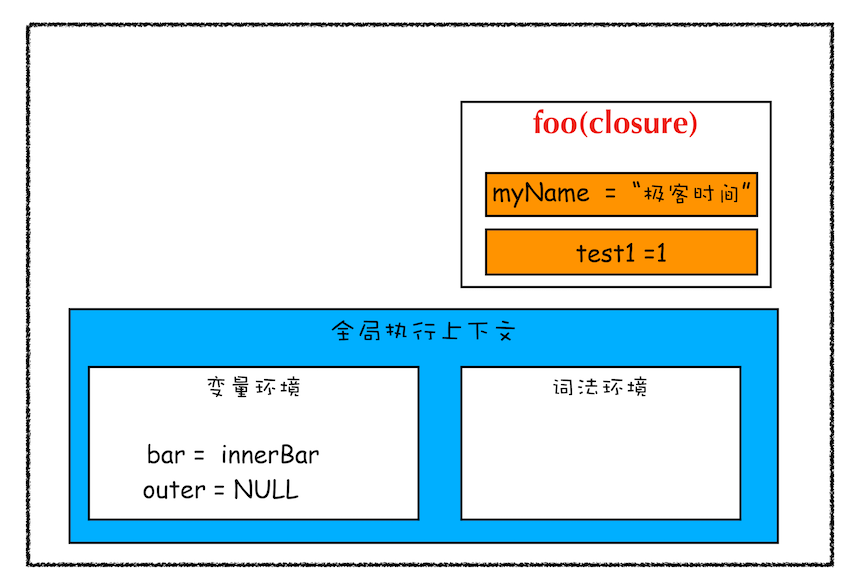 foo(closure)
myName = “极客时间”
test1 =1
全局执行上下文
变量环境
bar = innerBar
outer = NULL
词法环境